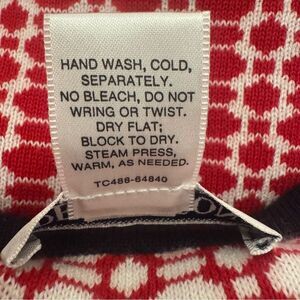 HAND WASH, COLD,
SEPARATELY.
NO BLEACH, DO NOT
WRING OR TWIST.
DRY FLAT;
BLOCK TO DRY.
STEAM PRESS,
WARM, AS NEEDED.
TC488-64840